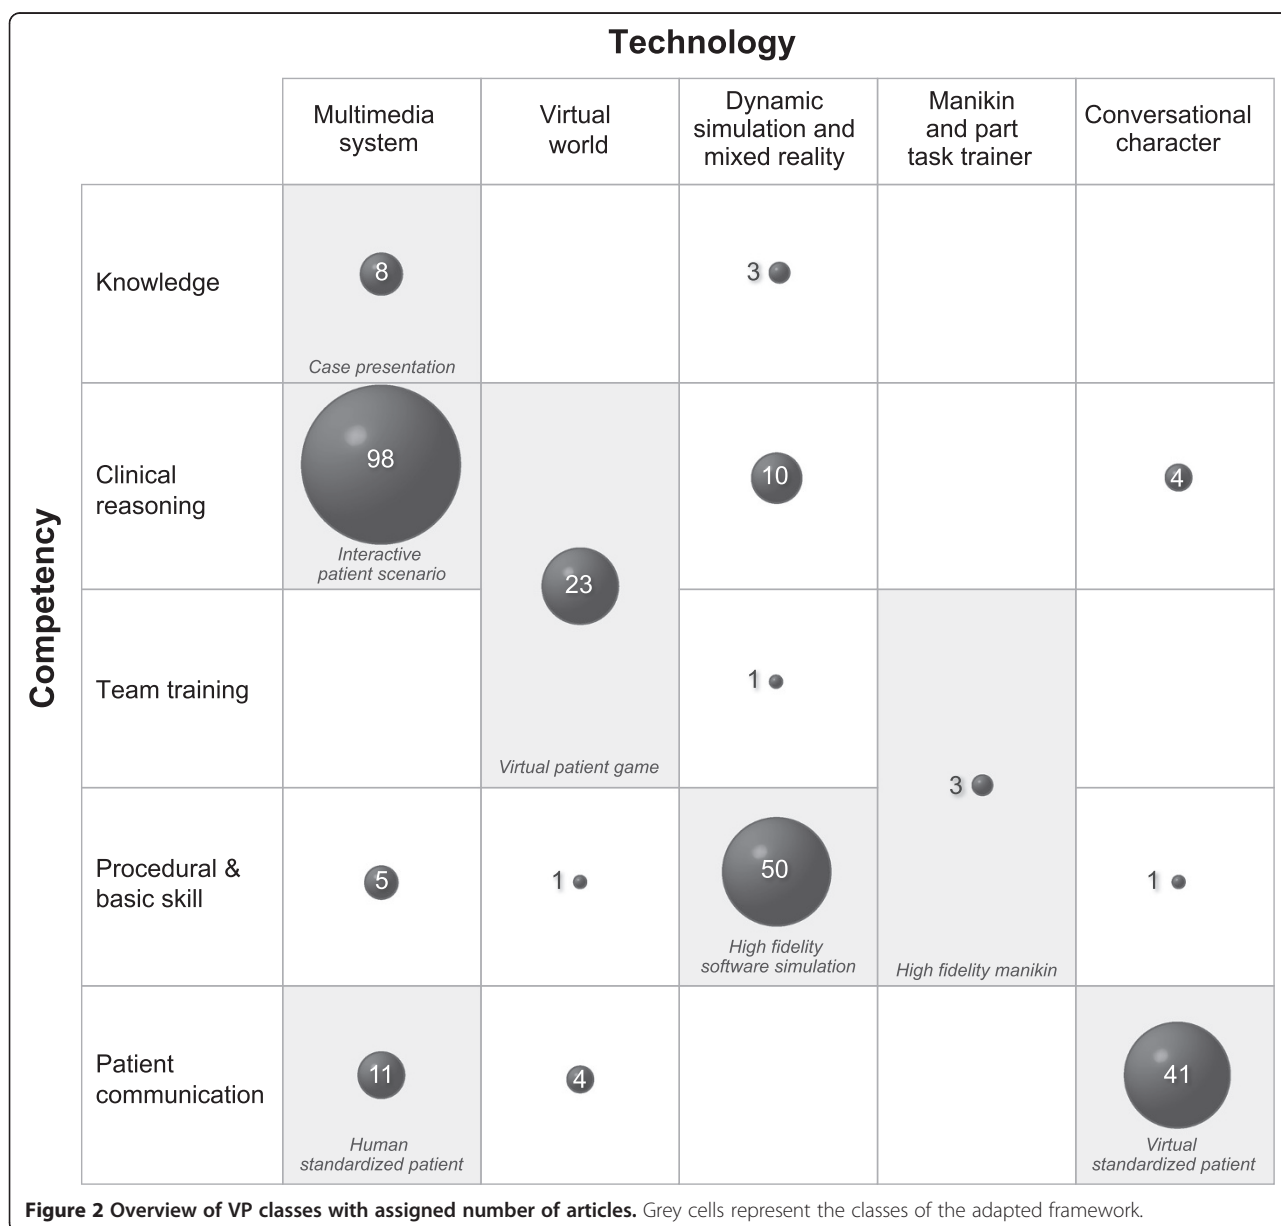 Technology
Multimedia
system
Virtual
world
Dynamic
simulation and
mixed reality
Manikin
and part
task trainer
Conversational
character
Competency
Knowledge
8
Case presentation
3
Clinical
reasoning
98
Interactive
patient scenario
23
Virtual patient game
10
4
Team training
1
3
High fidelity manikin
Procedural &
basic skill
5
1
50
High fidelity
software simulation
1
Patient
communication
11
Human
standardized patient
4
41
Virtual
standardized patient
Figure 2 Overview of VP classes with assigned number of articles. Grey cells represent the classes of the adapted framework.